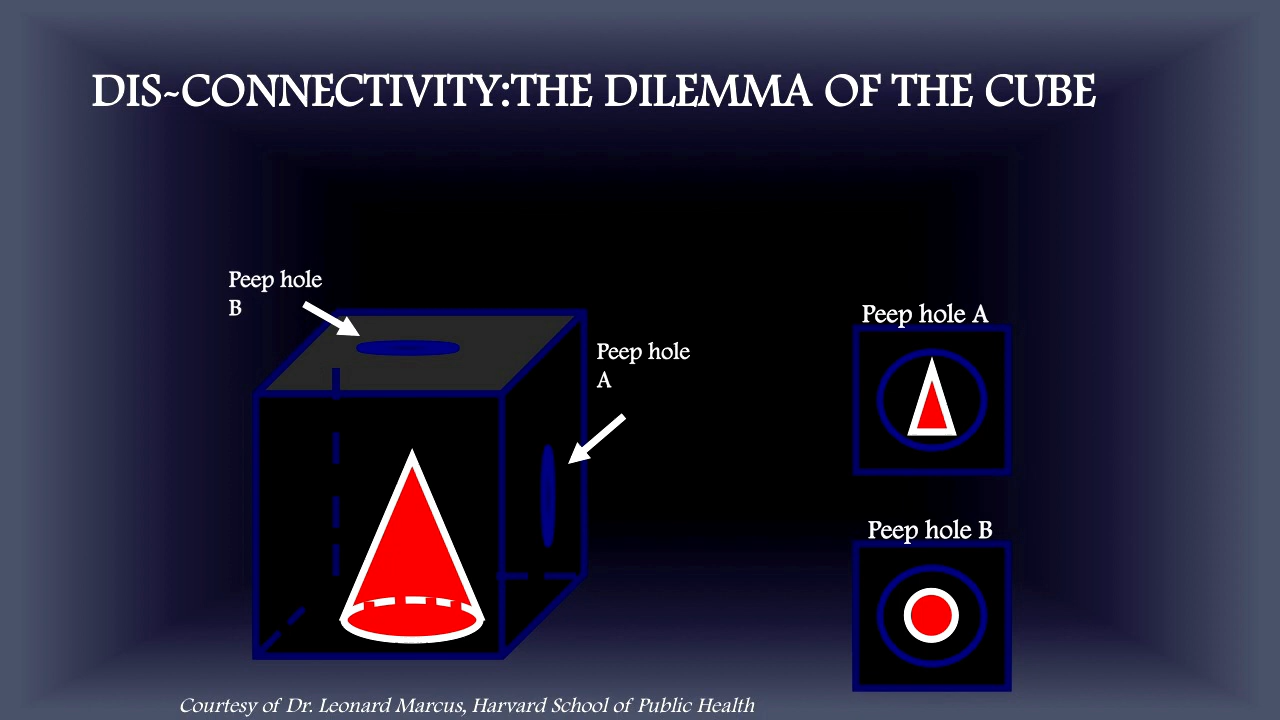 DIS-CONNECTIVITY:THE DILEMMA OF THE CUBE
Peep hole
B
Peep hole
A
Peep hole A
Peep hole B
Courtesy of Dr. Leonard Marcus, Harvard School of Public Health